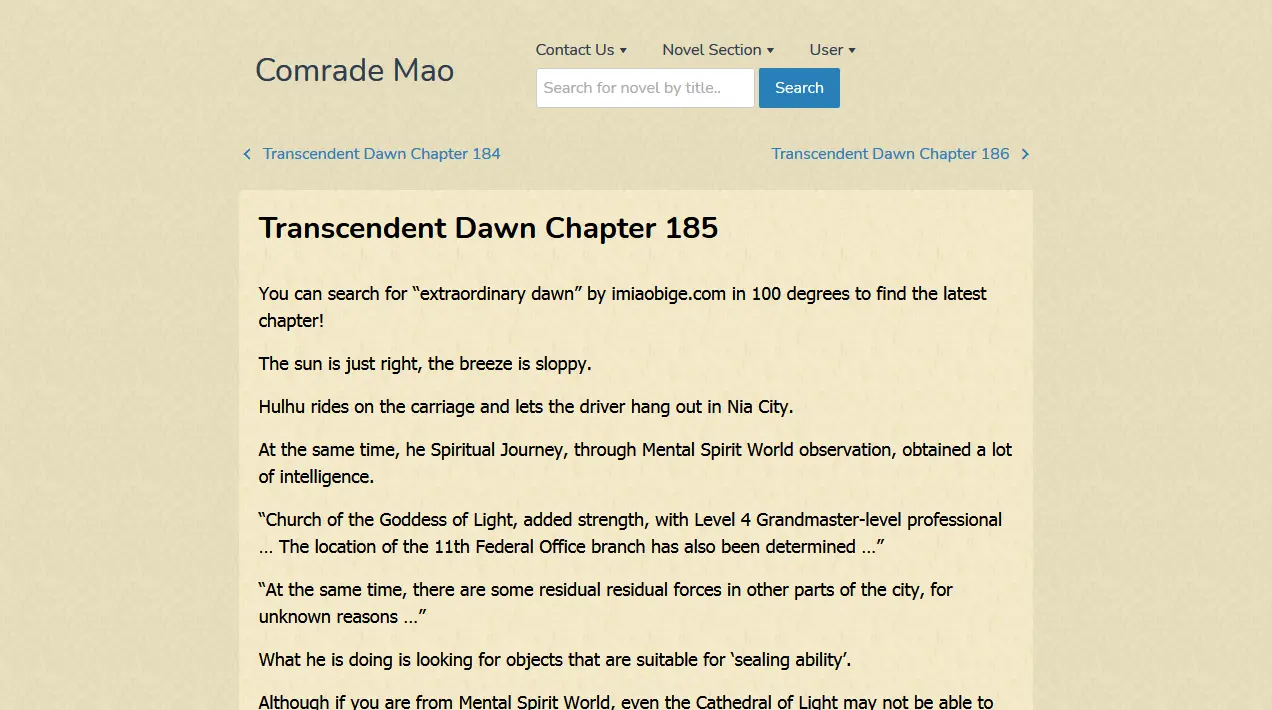 Comrade Mao
Contact Us ▾ Novel Section ▾ User ▾
Search for novel by title..
Search
Transcendent Dawn Chapter 184
Transcendent Dawn Chapter 186
Transcendent Dawn Chapter 185
You can search for “extraordinary dawn” by imiaobige.com in 100 degrees to find the latest
chapter!
The sun is just right, the breeze is sloppy.
Hulhu rides on the carriage and lets the driver hang out in Nia City.
At the same time, he Spiritual Journey, through Mental Spirit World observation, obtained a lot
of intelligence.
“Church of the Goddess of Light, added strength, with Level 4 Grandmaster-level professional
… The location of the 11th Federal Office branch has also been determined …”
“At the same time, there are some residual residual forces in other parts of the city, for
unknown reasons …”
What he is doing is looking for objects that are suitable for ‘sealing ability’.
Although if you are from Mental Spirit World, even the Cathedral of Light may not be able to